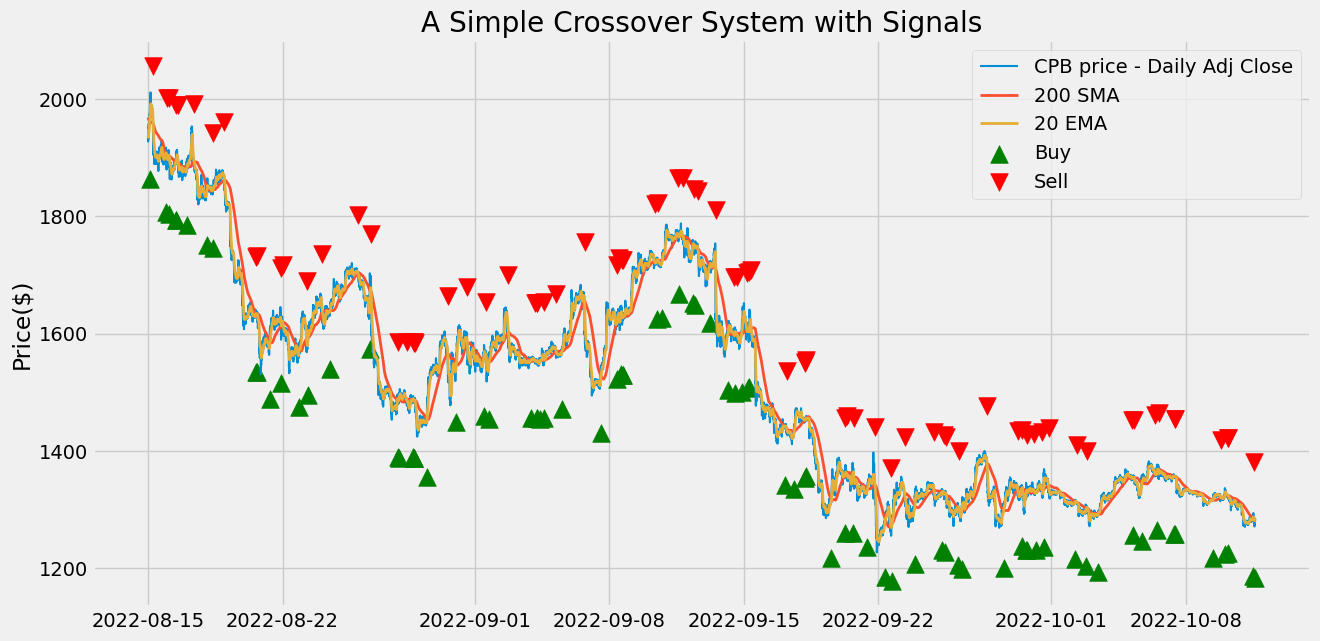 A Simple Crossover System with Signals
CPB price - Daily Adj Close
200 SMA
20 EMA
Buy
Sell
Price($)
2000
1800
1600
1400
1200
2022-08-15
2022-08-22
2022-09-01
2022-09-08
2022-09-15
2022-09-22
2022-10-01
2022-10-08